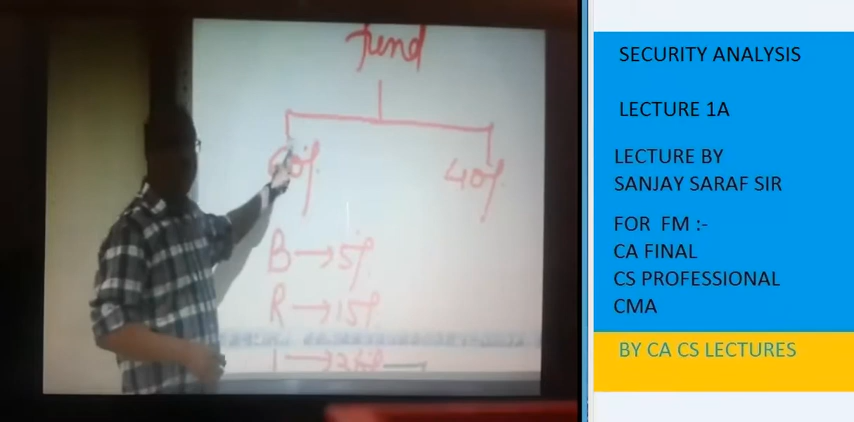 fund
60% 40%
B → 5%
R → 15%
SECURITY ANALYSIS
LECTURE 1A
LECTURE BY
SANJAY SARAF SIR
FOR FM :-
CA FINAL
CS PROFESSIONAL
CMA
BY CA CS LECTURES